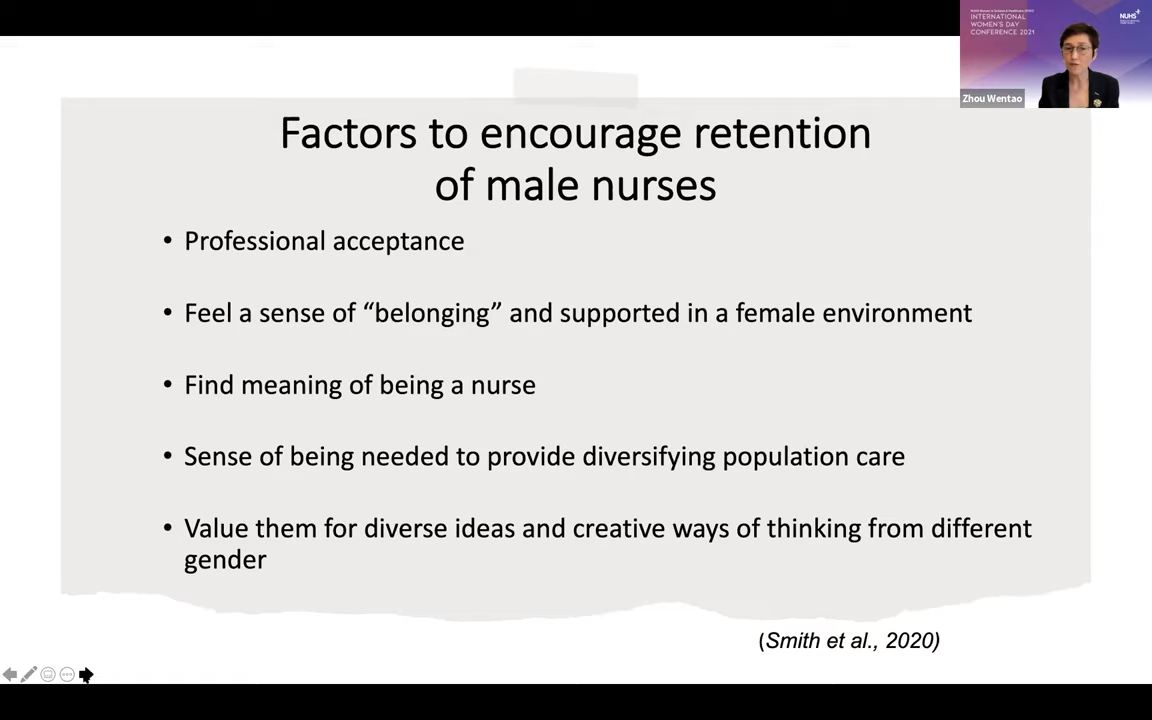 INTERNATIONAL
WOMEN'S DAY
CONFERENCE 2021
NUHS
Zhou Wentao
Factors to encourage retention
of male nurses
• Professional acceptance
• Feel a sense of “belonging” and supported in a female environment
• Find meaning of being a nurse
• Sense of being needed to provide diversifying population care
• Value them for diverse ideas and creative ways of thinking from different
gender
(Smith et al., 2020)